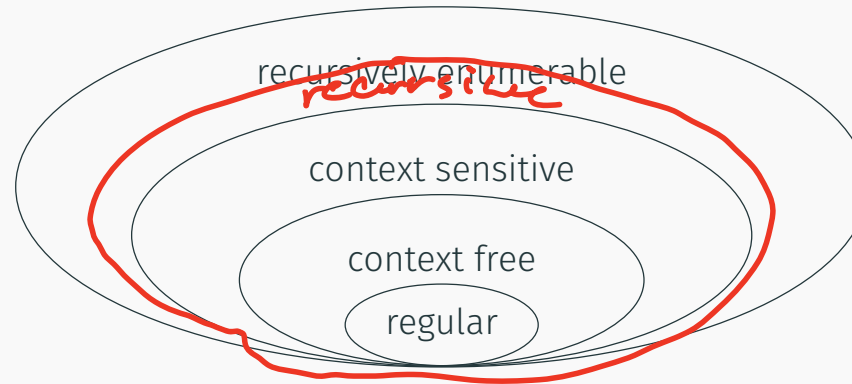 recursively enumerable
recursive
context sensitive
context free
regular